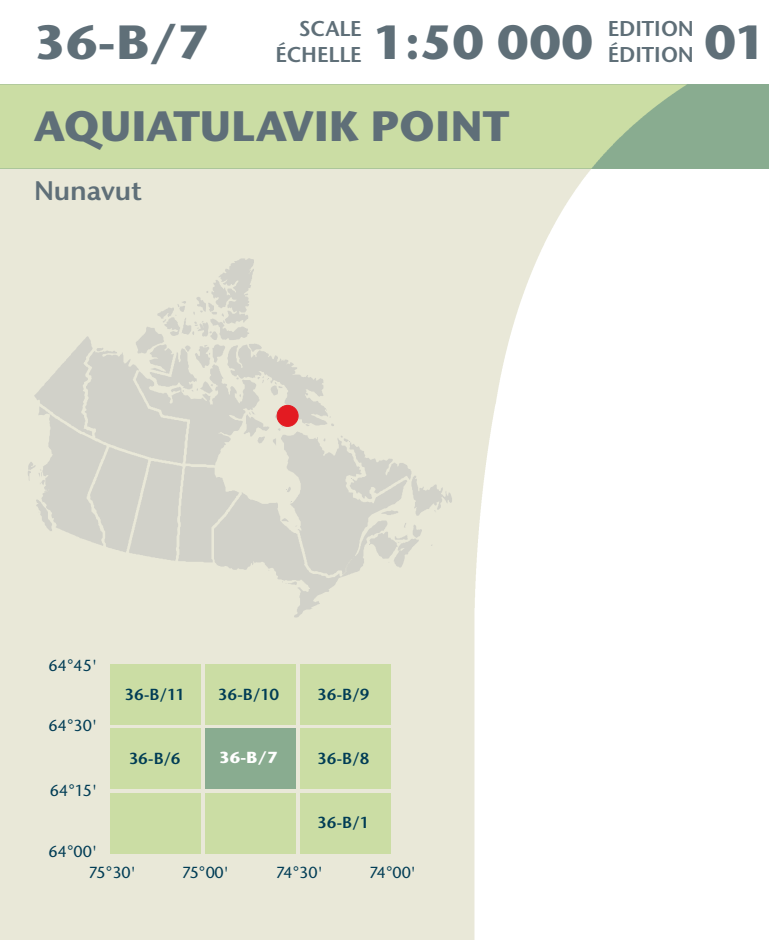 36-B/7
SCALE
ÉCHELLE
1:50 000
EDITION
ÉDITION
01
AQUIATULAVIK POINT
Nunavut
64°45'
36-B/11 36-B/10 36-B/9
64°30'
36-B/6 36-B/7 36-B/8
64°15'
36-B/1
64°00'
75°30' 75°00' 74°30' 74°00'